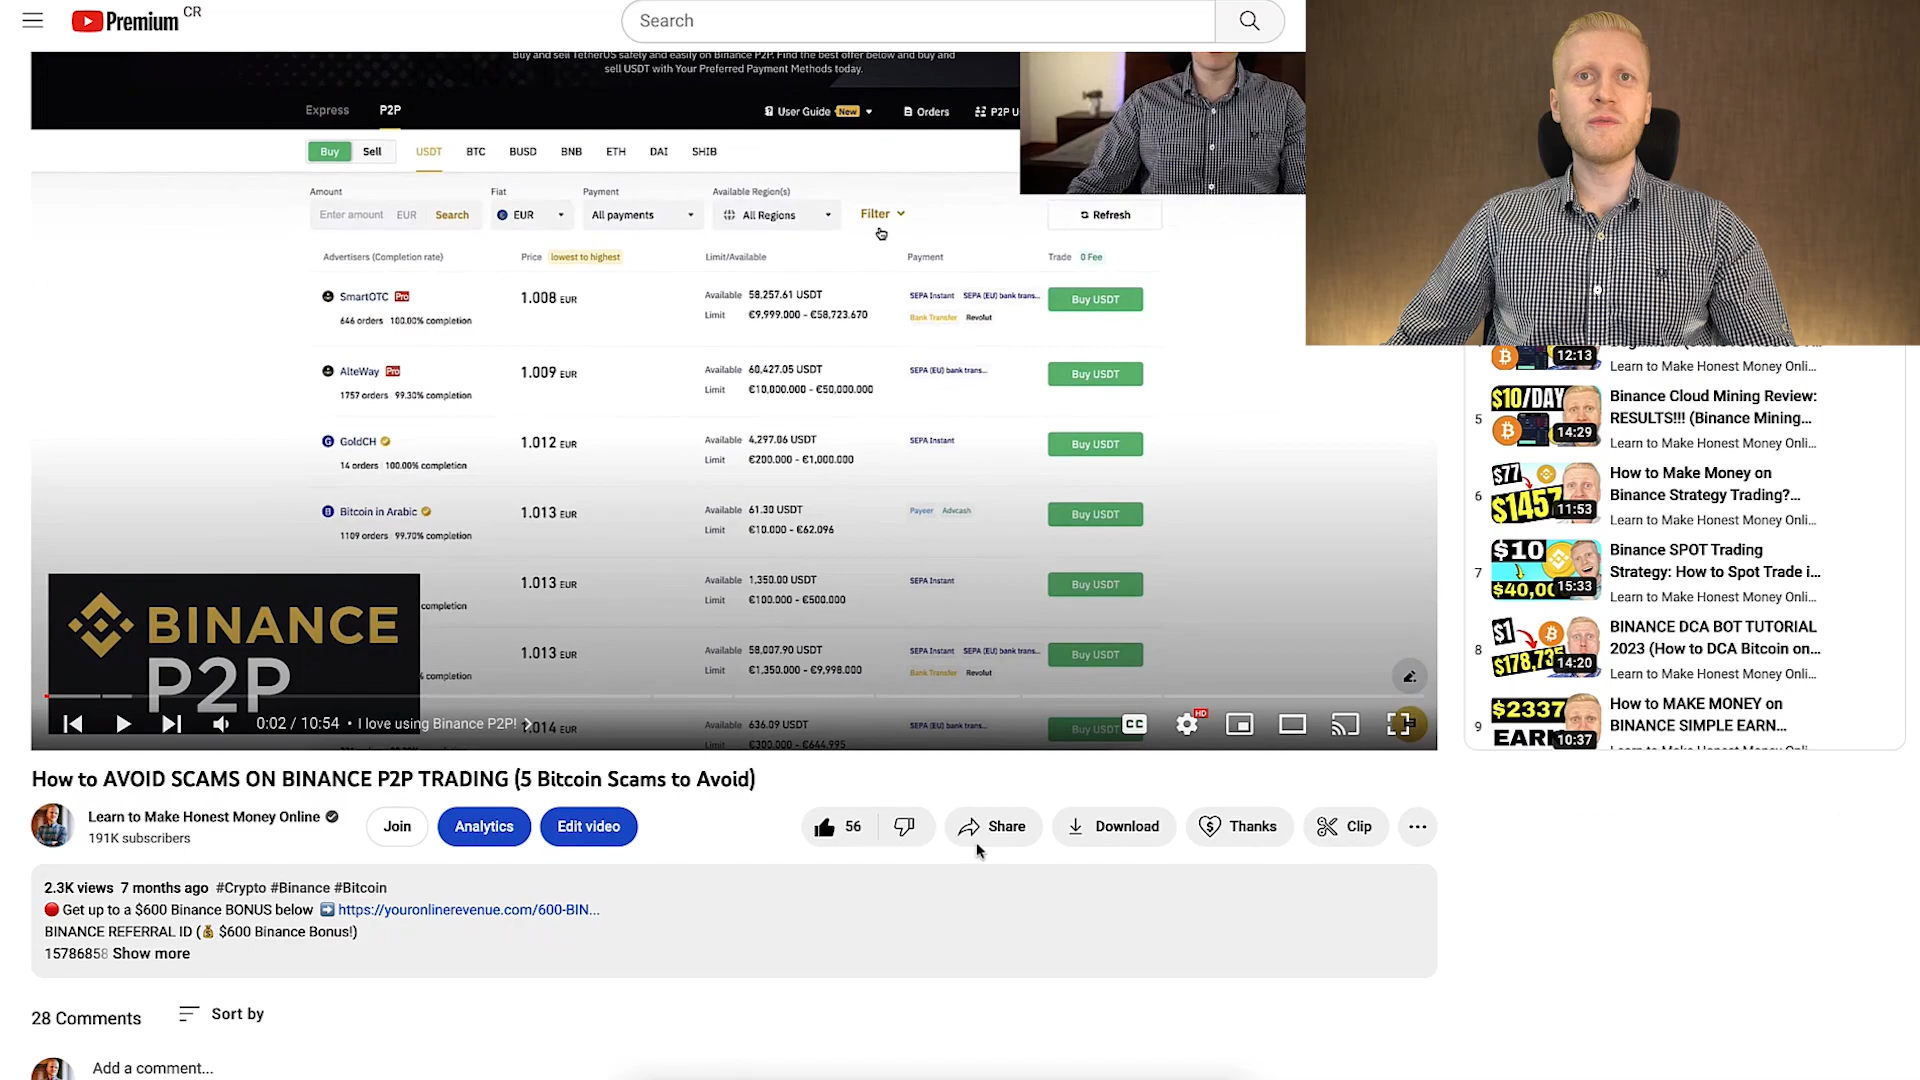 Premium CR
Search
Buy and sell TetherUS safely and easily on Binance P2P. Find the best offer below and buy and
sell USDT with Your Preferred Payment Methods today.
Express P2P
User Guide New Orders P2P U
Buy Sell USDT BTC BUSD BNB ETH DAI SHIB
Amount Fiat Payment Available Region(s)
Enter amount EUR Search EUR All payments All Regions Filter Refresh
Advertisers (Completion rate) Price lowest to highest Limit/Available Payment Trade 0 Fee
SmartOTC Pro 1.008 EUR Available 58,257.61 USDT SEPA Instant SEPA (EU) bank trans... Buy USDT
646 orders 100.00% completion Limit €9,999.000 - €58,723.670 Bank Transfer Revolut
AlteWay Pro 1.009 EUR Available 60,427.05 USDT SEPA (EU) bank trans... Buy USDT
1757 orders 99.30% completion Limit €10,000.000 - €50,000.000
GoldCH 1.012 EUR Available 4,297.06 USDT SEPA Instant Buy USDT
14 orders 100.00% completion Limit €200.000 - €1,000.000
Bitcoin in Arabic 1.013 EUR Available 61.30 USDT Payeer Advcash Buy USDT
1109 orders 99.70% completion Limit €10.000 - €62.096
1.013 EUR Available 1,350.00 USDT SEPA Instant Buy USDT
completion Limit €100.000 - €500.000
1.013 EUR Available 58,007.90 USDT SEPA Instant SEPA (EU) bank trans... Buy USDT
completion Limit €1,350.000 - €9,998.000 Bank Transfer Revolut
1.014 EUR Available 636.09 USDT SEPA (EU) bank trans... Buy USDT
Limit €300.000 - €644.995
BINANCE
P2P
0:02 / 10:54 • I love using Binance P2P!
CC HD
How to AVOID SCAMS ON BINANCE P2P TRADING (5 Bitcoin Scams to Avoid)
Learn to Make Honest Money Online
191K subscribers
Join Analytics Edit video
56 Share Download Thanks Clip
2.3K views 7 months ago #Crypto #Binance #Bitcoin
Get up to a $600 Binance BONUS below https://youronlinerevenue.com/600-BIN...
BINANCE REFERRAL ID ( $600 Binance Bonus!)
15786858 Show more
28 Comments Sort by
Add a comment...
12:13
Learn to Make Honest Money Onli...
5
$10/DAY
14:29
Binance Cloud Mining Review:
RESULTS!!! (Binance Mining...
Learn to Make Honest Money Onli...
6
$77
$1457
11:53
How to Make Money on
Binance Strategy Trading?...
Learn to Make Honest Money Onli...
7
$10
$40,00
15:33
Binance SPOT Trading
Strategy: How to Spot Trade i...
Learn to Make Honest Money Onli...
8
$1
$178,735
14:20
BINANCE DCA BOT TUTORIAL
2023 (How to DCA Bitcoin on...
Learn to Make Honest Money Onli...
9
$2337
EARN
10:37
How to MAKE MONEY on
BINANCE SIMPLE EARN...